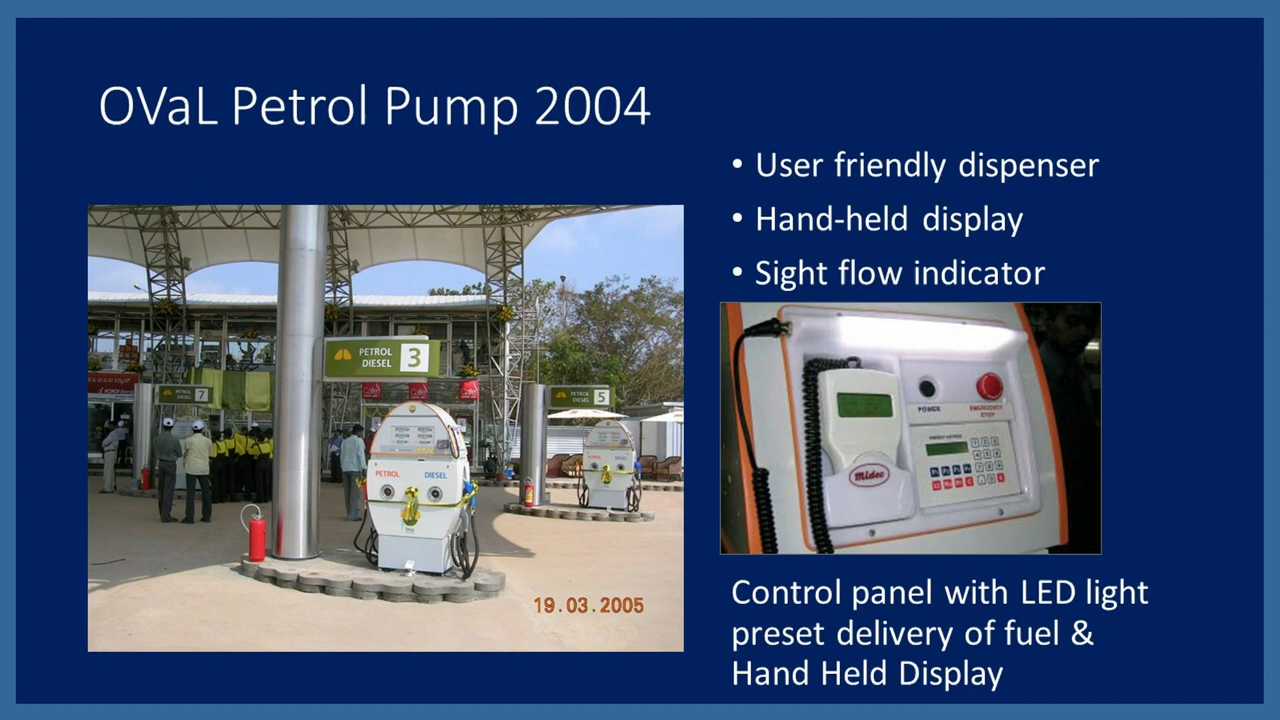 OVaL Petrol Pump 2004
• User friendly dispenser
• Hand-held display
• Sight flow indicator
PETROL
DIESEL
3
7
PETROL
DIESEL
5
PETROL
DIESEL
19.03.2005
POWER
EMERGENCY
STOP
Midco
Control panel with LED light
preset delivery of fuel &
Hand Held Display